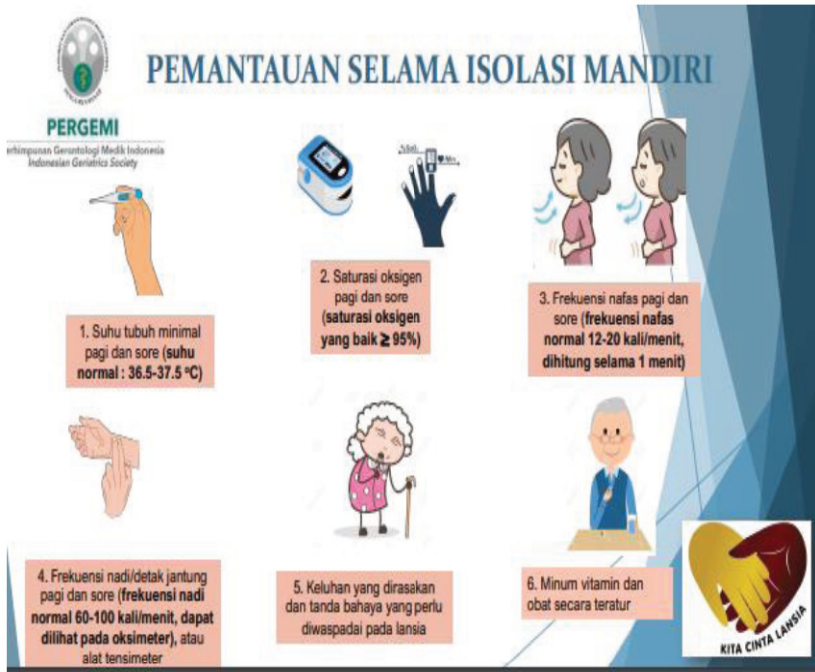 PEMANTAUAN SELAMA ISOLASI MANDIRI
PERGEMI
erhimpunan Gerontologi Medik Indonesia
Indonesian Geriatrics Society
1. Suhu tubuh minimal
pagi dan sore (suhu
normal : 36.5-37.5 ºC)
2. Saturasi oksigen
pagi dan sore
(saturasi oksigen
yang baik ≥ 95%)
3. Frekuensi nafas pagi dan
sore (frekuensi nafas
normal 12-20 kali/menit,
dihitung selama 1 menit)
4. Frekuensi nadi/detak jantung
pagi dan sore (frekuensi nadi
normal 60-100 kali/menit, dapat
dilihat pada oksimeter), atau
alat tensimeter
5. Keluhan yang dirasakan
dan tanda bahaya yang perlu
diwaspadai pada lansia
6. Minum vitamin dan
obat secara teratur
KITA CINTA LANSIA